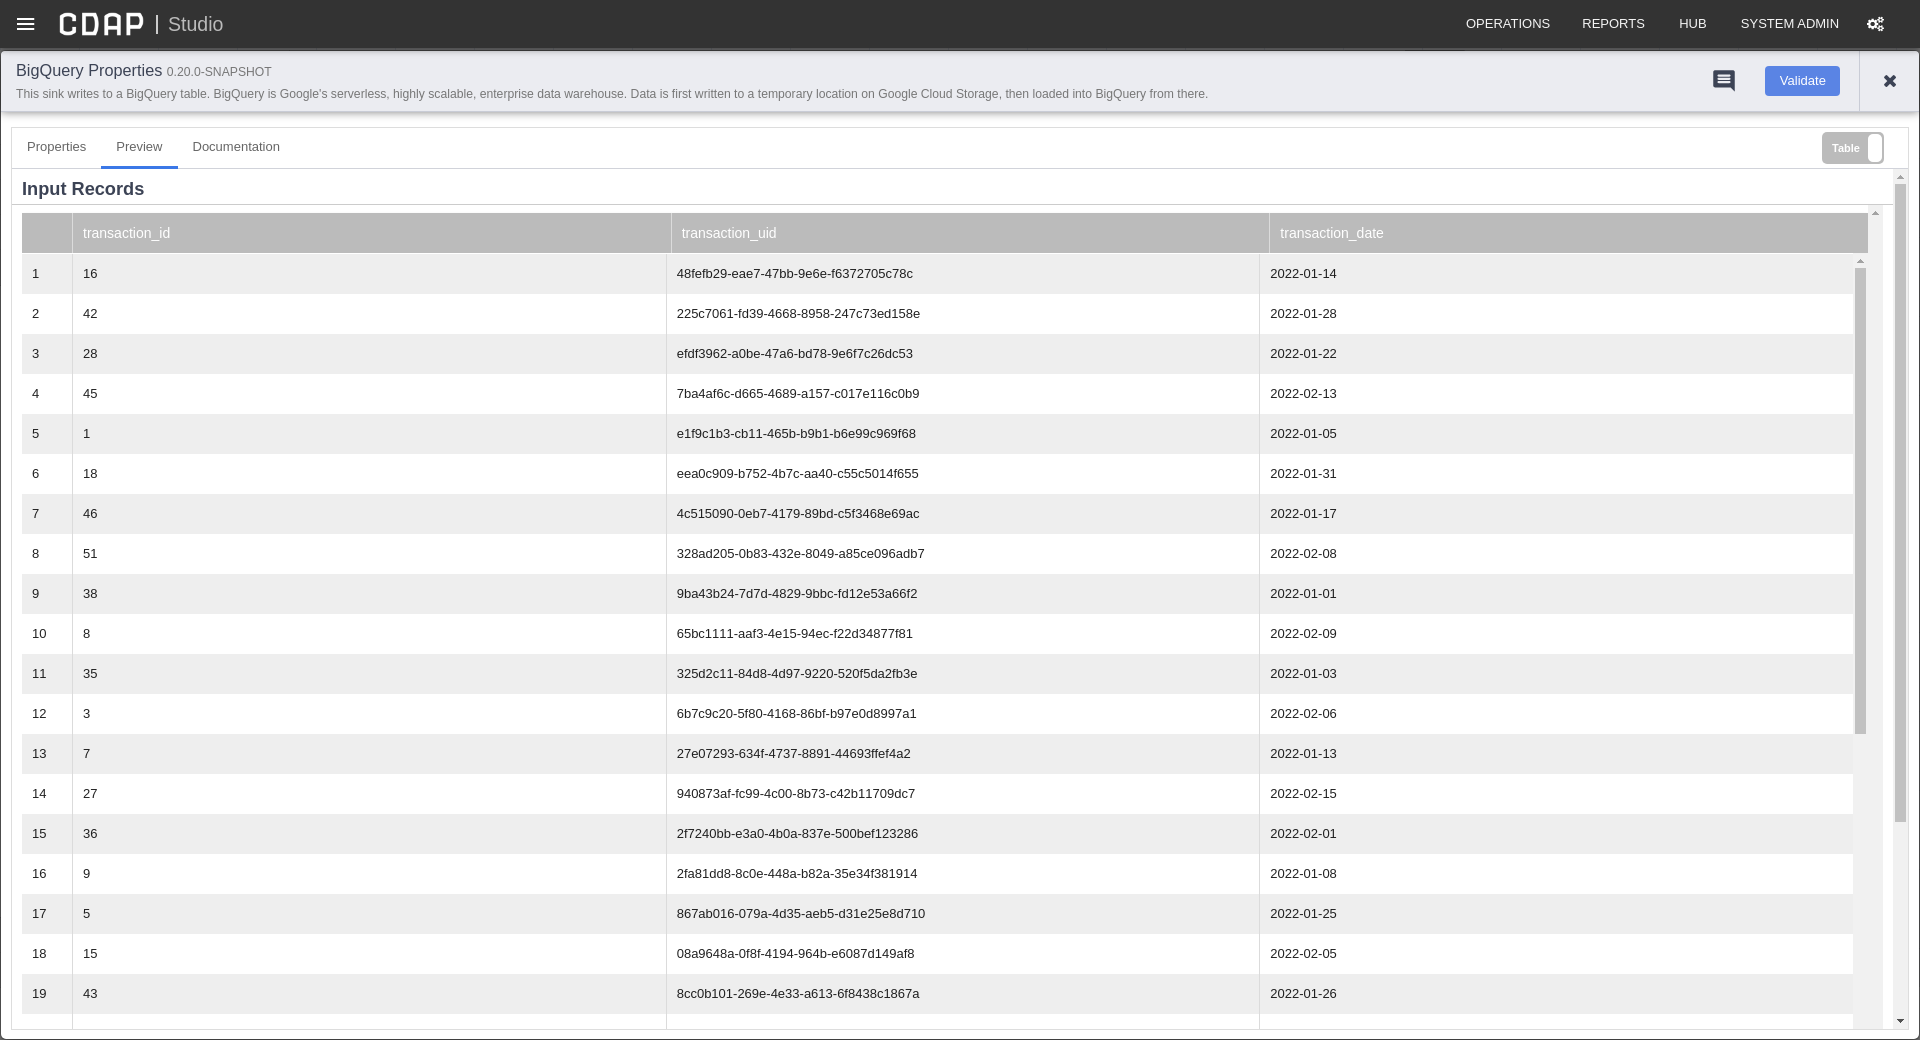 CDAP | Studio OPERATIONS REPORTS HUB SYSTEM ADMIN
BigQuery Properties 0.20.0-SNAPSHOT
This sink writes to a BigQuery table. BigQuery is Google's serverless, highly scalable, enterprise data warehouse. Data is first written to a temporary location on Google Cloud Storage, then loaded into BigQuery from there.
Validate
Properties Preview Documentation Table
Input Records
transaction_id transaction_uid transaction_date
1 16 48fefb29-eae7-47bb-9e6e-f6372705c78c 2022-01-14
2 42 225c7061-fd39-4668-8958-247c73ed158e 2022-01-28
3 28 efdf3962-a0be-47a6-bd78-9e6f7c26dc53 2022-01-22
4 45 7ba4af6c-d665-4689-a157-c017e116c0b9 2022-02-13
5 1 e1f9c1b3-cb11-465b-b9b1-b6e99c969f68 2022-01-05
6 18 eea0c909-b752-4b7c-aa40-c55c5014f655 2022-01-31
7 46 4c515090-0eb7-4179-89bd-c5f3468e69ac 2022-01-17
8 51 328ad205-0b83-432e-8049-a85ce096adb7 2022-02-08
9 38 9ba43b24-7d7d-4829-9bbc-fd12e53a66f2 2022-01-01
10 8 65bc1111-aaf3-4e15-94ec-f22d34877f81 2022-02-09
11 35 325d2c11-84d8-4d97-9220-520f5da2fb3e 2022-01-03
12 3 6b7c9c20-5f80-4168-86bf-b97e0d8997a1 2022-02-06
13 7 27e07293-634f-4737-8891-44693ffef4a2 2022-01-13
14 27 940873af-fc99-4c00-8b73-c42b11709dc7 2022-02-15
15 36 2f7240bb-e3a0-4b0a-837e-500bef123286 2022-02-01
16 9 2fa81dd8-8c0e-448a-b82a-35e34f381914 2022-01-08
17 5 867ab016-079a-4d35-aeb5-d31e25e8d710 2022-01-25
18 15 08a9648a-0f8f-4194-964b-e6087d149af8 2022-02-05
19 43 8cc0b101-269e-4e33-a613-6f8438c1867a 2022-01-26